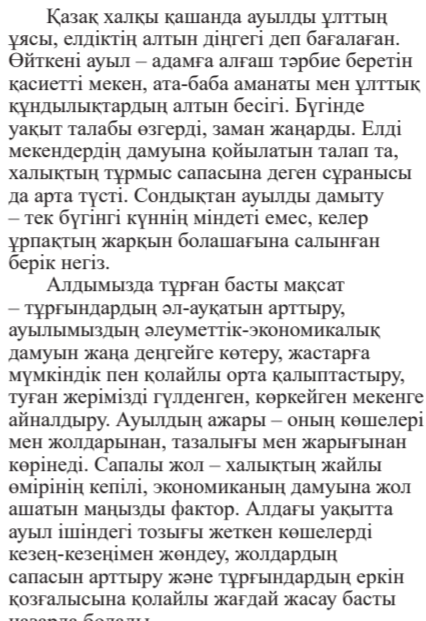 Қазақ халқы қашанда ауылды ұлттың
ұясы, елдіктің алтын діңгегі деп бағалаған.
Өйткені ауыл – адамға алғаш тәрбие беретін
қасиетті мекен, ата-баба аманаты мен ұлттық
құндылықтардың алтын бесігі. Бүгінде
уақыт талабы өзгерді, заман жаңарды. Елді
мекендердің дамуына қойылатын талап та,
халықтың тұрмыс сапасына деген сұранысы
да арта түсті. Сондықтан ауылды дамыту
– тек бүгінгі күннің міндеті емес, келер
ұрпақтың жарқын болашағына салынған
берік негіз.
Алдымызда тұрған басты мақсат
– тұрғындардың әл-ауқатын арттыру,
ауылымыздың әлеуметтік-экономикалық
дамуын жаңа деңгейге көтеру, жастарға
мүмкіндік пен қолайлы орта қалыптастыру,
туған жерімізді гүлденген, көркейген мекенге
айналдыру. Ауылдың ажары – оның көшелері
мен жолдарынан, тазалығы мен жарығынан
көрінеді. Сапалы жол – халықтың жайлы
өмірінің кепілі, экономиканың дамуына жол
ашатын маңызды фактор. Алдағы уақытта
ауыл ішіндегі тозығы жеткен көшелерді
кезең-кезеңімен жөндеу, жолдардың
сапасын арттыру және тұрғындардың еркін
қозғалысына қолайлы жағдай жасау басты